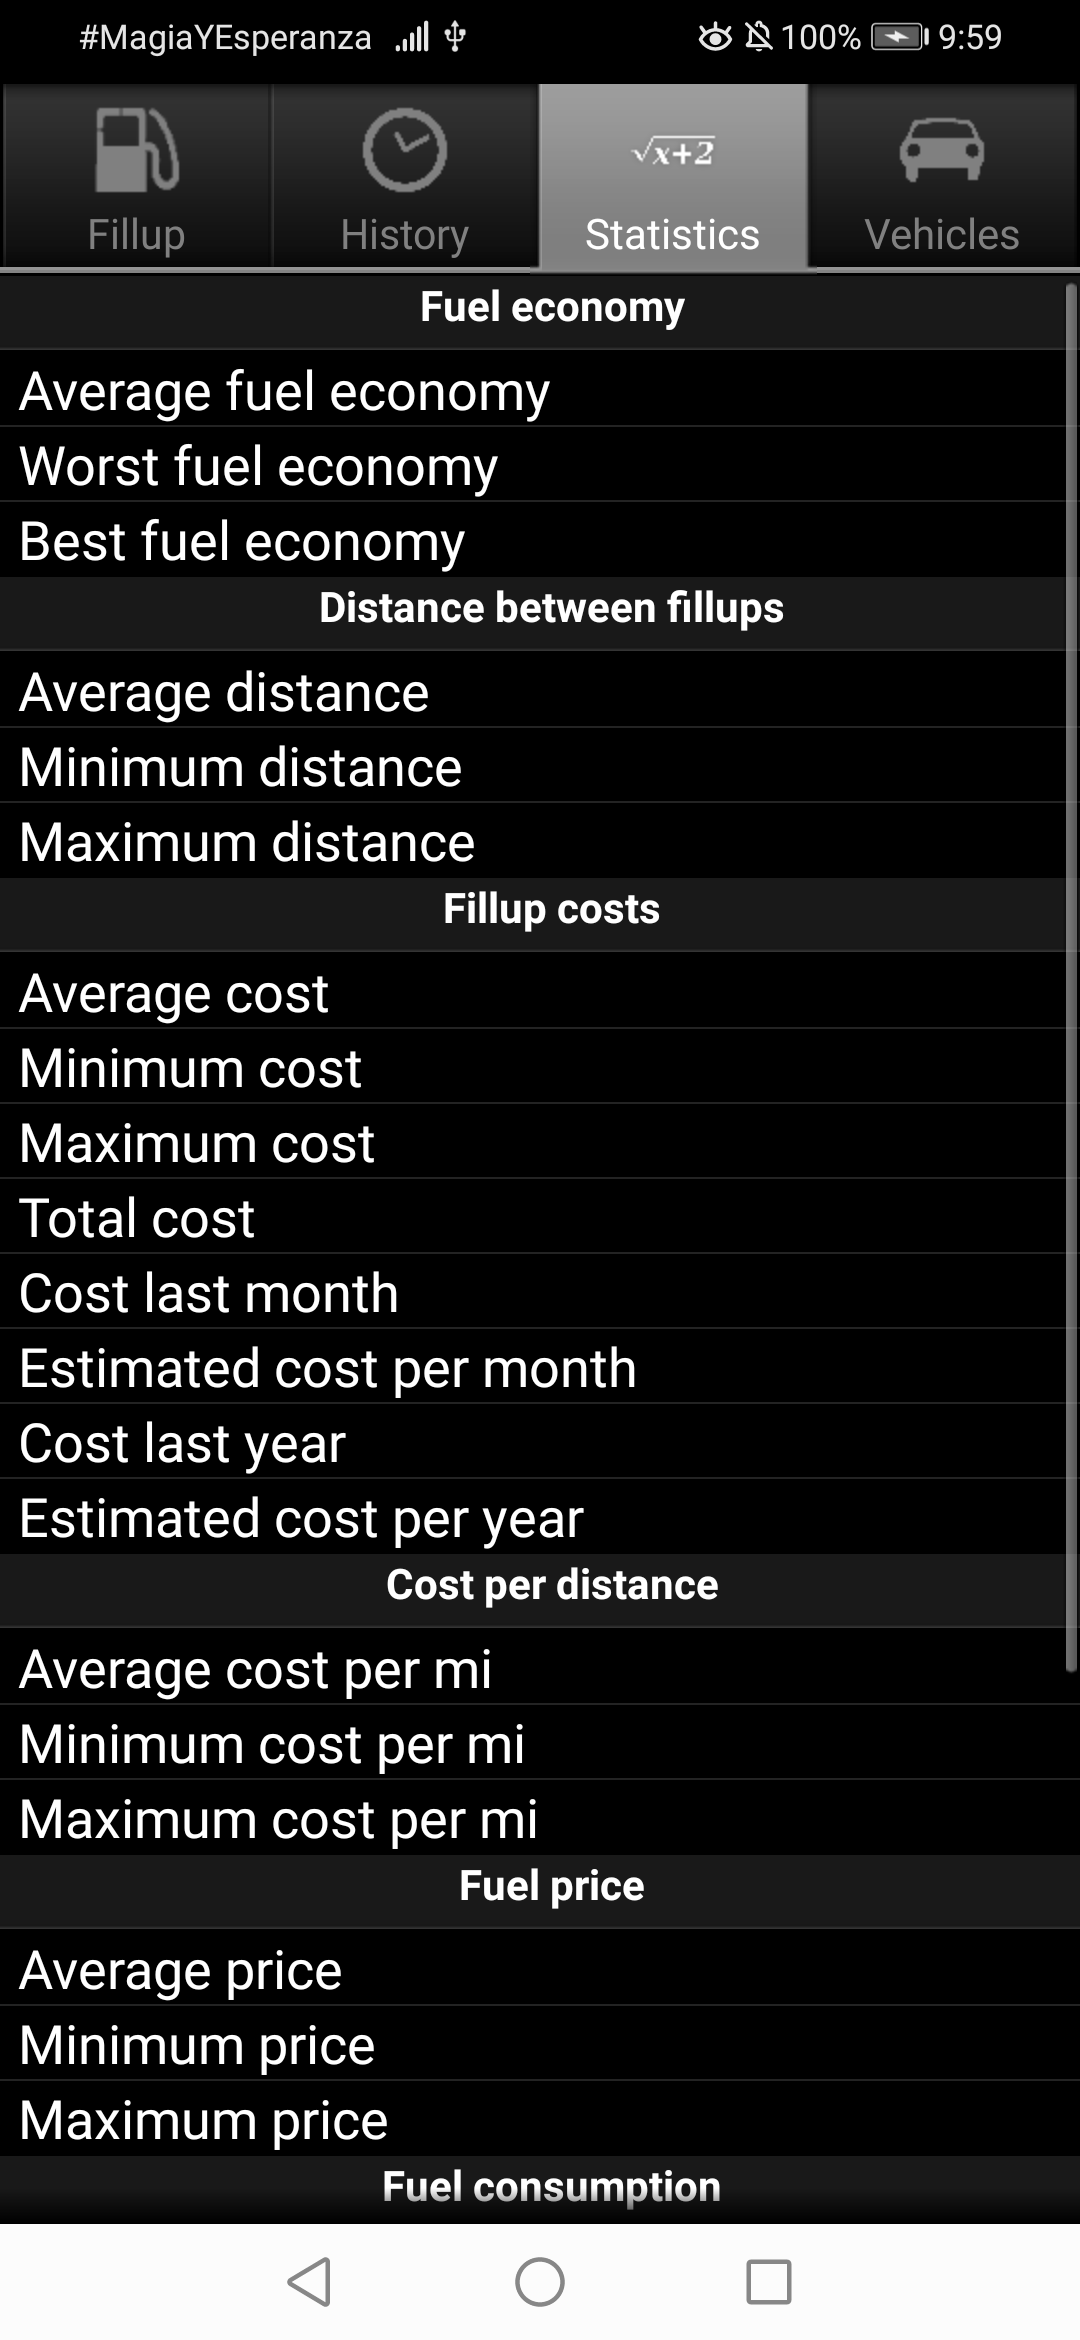 #MagiaYEsperanza 100% 9:59
Fillup History √x+2 Statistics Vehicles
Fuel economy
Average fuel economy
Worst fuel economy
Best fuel economy
Distance between fillups
Average distance
Minimum distance
Maximum distance
Fillup costs
Average cost
Minimum cost
Maximum cost
Total cost
Cost last month
Estimated cost per month
Cost last year
Estimated cost per year
Cost per distance
Average cost per mi
Minimum cost per mi
Maximum cost per mi
Fuel price
Average price
Minimum price
Maximum price
Fuel consumption